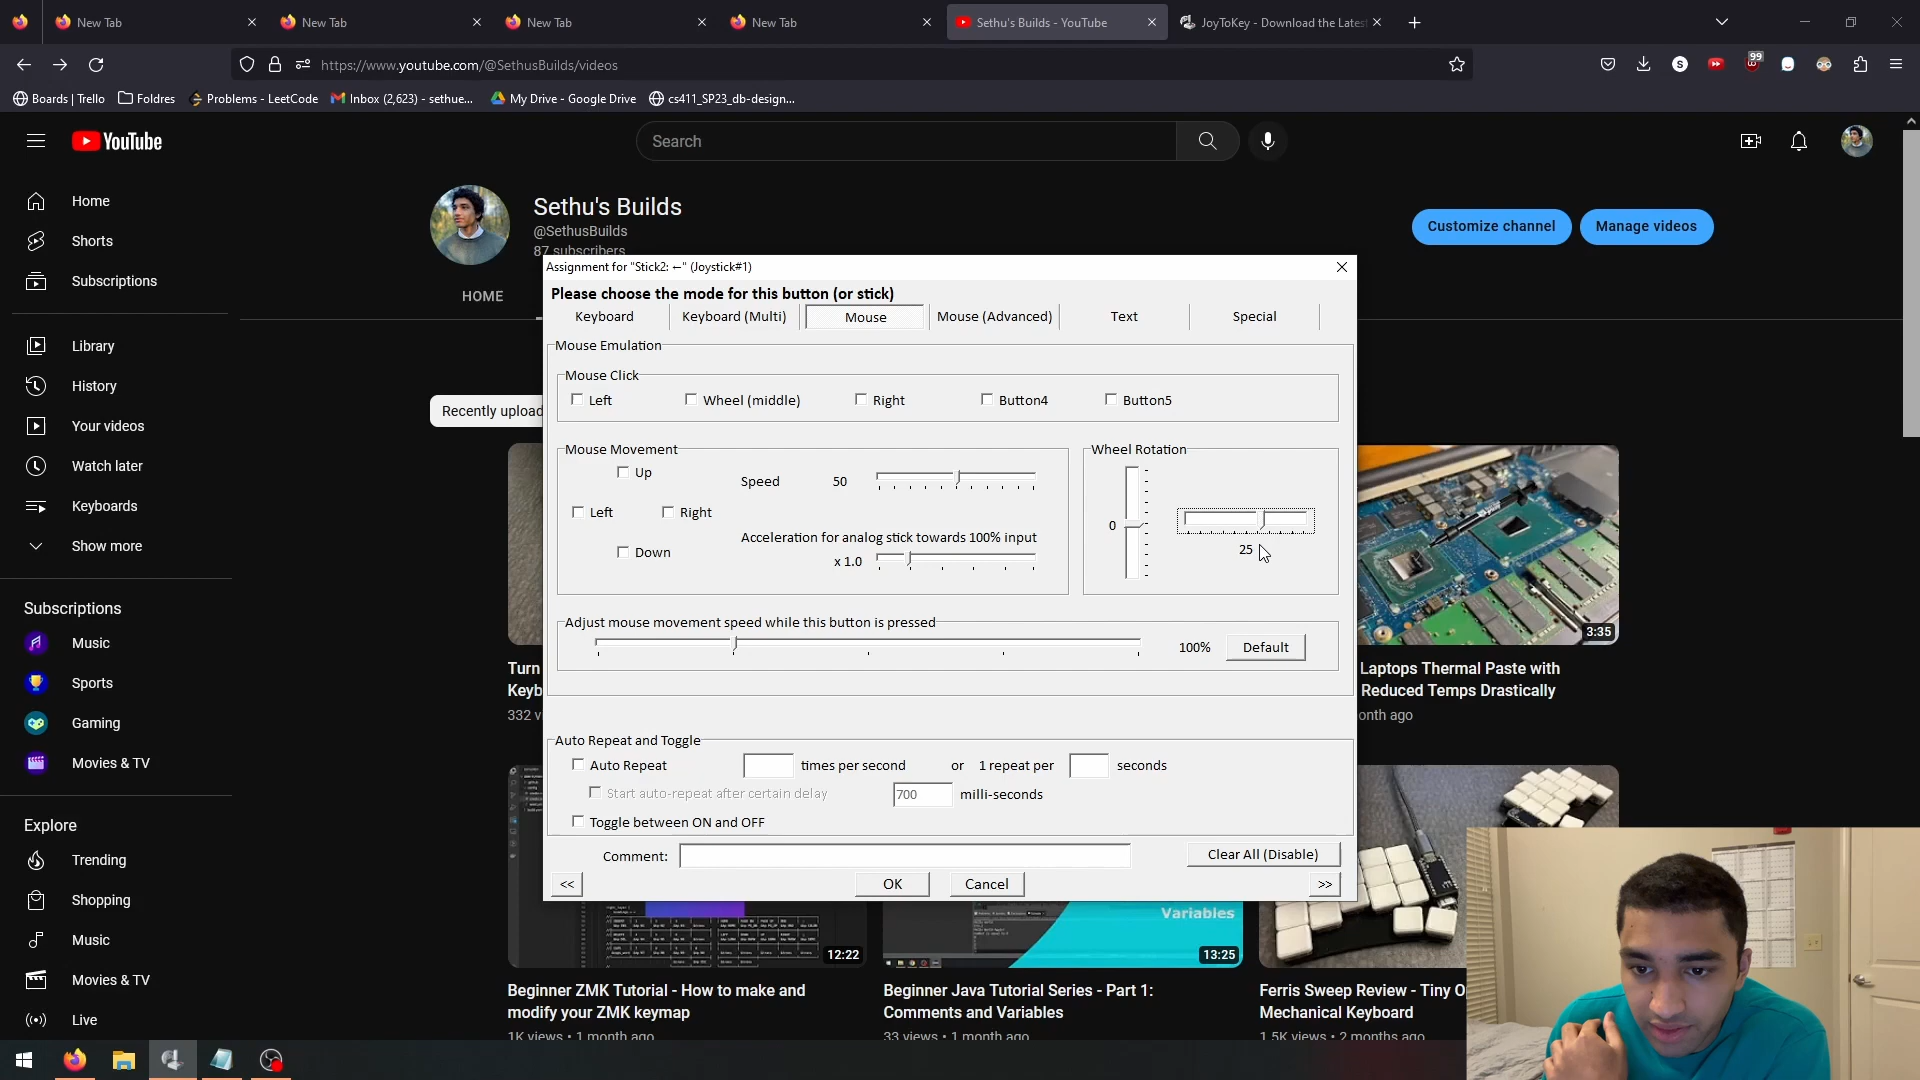 New Tab
New Tab
New Tab
New Tab
Sethu's Builds - YouTube
JoyToKey - Download the Lates
https://www.youtube.com/@SethusBuilds/videos
99
Boards | Trello
Foldres
Problems - LeetCode
Inbox (2,623) - sethue...
My Drive - Google Drive
cs411_SP23_db-design...
YouTube
Search
Home
Shorts
Subscriptions
Library
History
Your videos
Watch later
Keyboards
Show more
Subscriptions
Music
Sports
Gaming
Movies & TV
Explore
Trending
Shopping
Music
Movies & TV
Live
Sethu's Builds
@SethusBuilds
87 subscribers
Customize channel
Manage videos
HOME
Recently upload
Assignment for "Stick2: ←" (Joystick#1)
Please choose the mode for this button (or stick)
Keyboard
Keyboard (Multi)
Mouse
Mouse (Advanced)
Text
Special
Mouse Emulation
Mouse Click
Left
Wheel (middle)
Right
Button4
Button5
Mouse Movement
Up
Left
Right
Down
Speed 50
Acceleration for analog stick towards 100% input
x 1.0
Wheel Rotation
0
25
Adjust mouse movement speed while this button is pressed
100%
Default
Auto Repeat and Toggle
Auto Repeat
times per second or 1 repeat per seconds
Start auto-repeat after certain delay
700 milli-seconds
Toggle between ON and OFF
Comment:
Clear All (Disable)
<<
OK
Cancel
>>
Turn
Keyb
332 v
3:35
Laptops Thermal Paste with
Reduced Temps Drastically
onth ago
12:22
Beginner ZMK Tutorial - How to make and
modify your ZMK keymap
1K views • 1 month ago
Variables
13:25
Beginner Java Tutorial Series - Part 1:
Comments and Variables
33 views • 1 month ago
Ferris Sweep Review - Tiny O
Mechanical Keyboard
1.5K views • 2 months ago